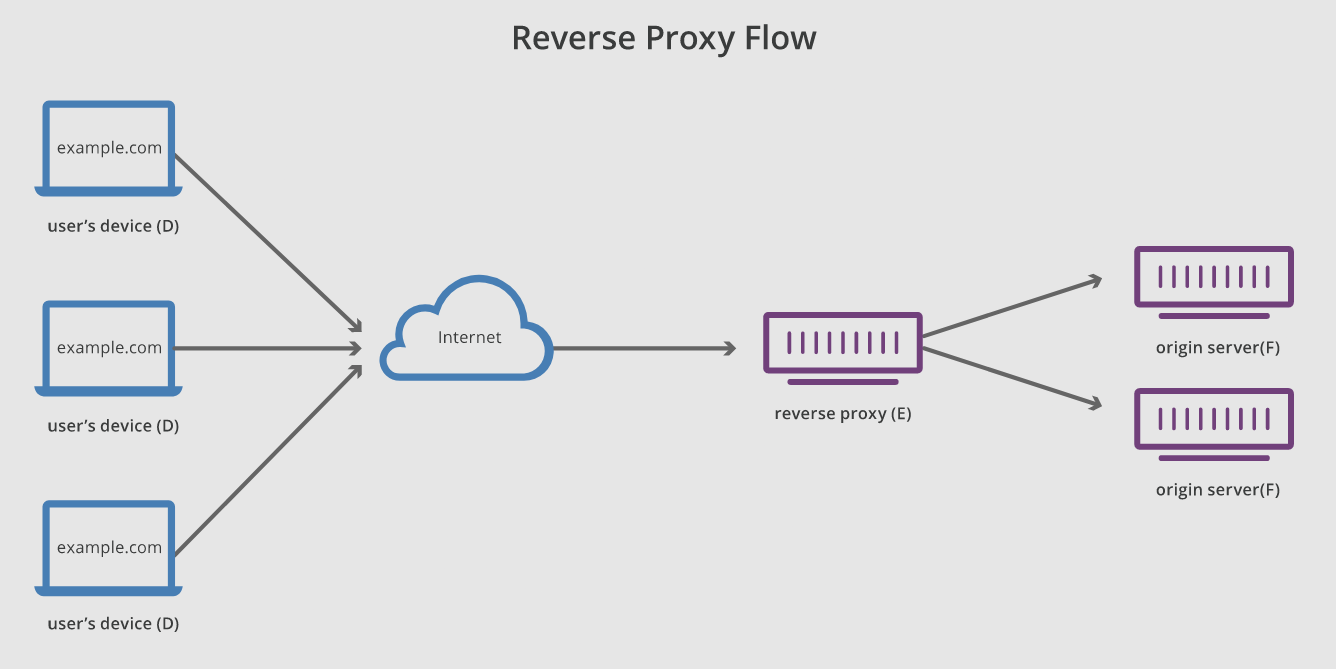 Reverse Proxy Flow
example.com
user’s device (D)
example.com
user’s device (D)
example.com
user’s device (D)
Internet
reverse proxy (E)
origin server(F)
origin server(F)